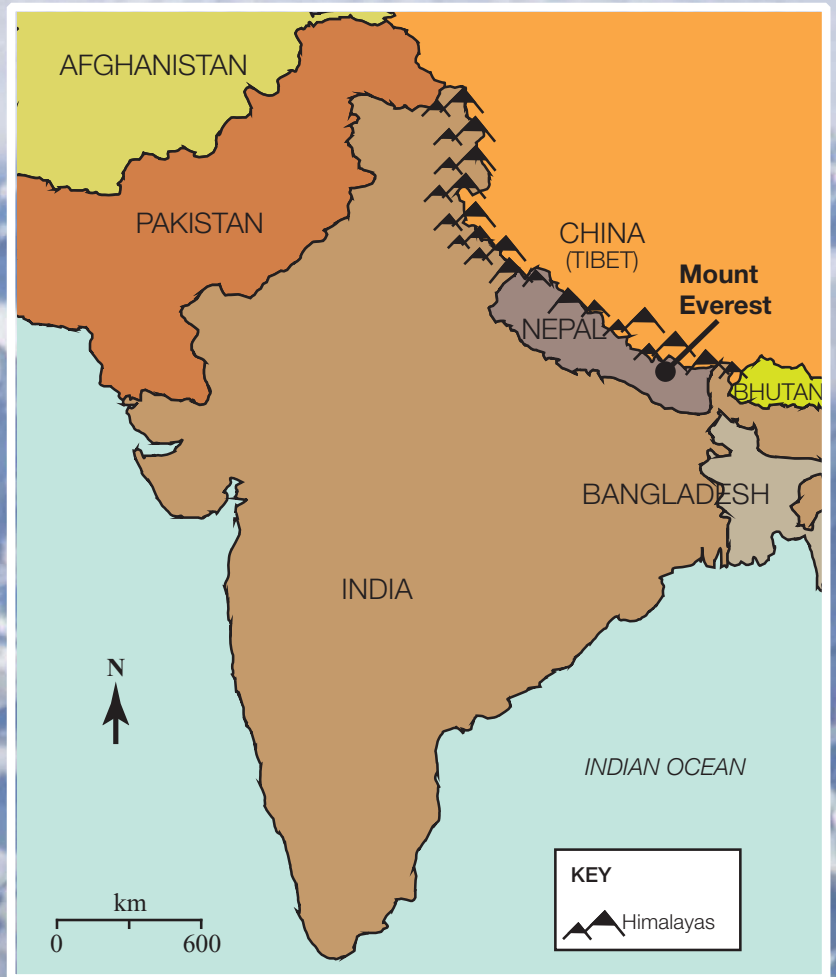 AFGHANISTAN
PAKISTAN
CHINA
(TIBET)
Mount
Everest
NEPAL
BHUTAN
BANGLADESH
INDIA
N
INDIAN OCEAN
km
0 600
KEY
Himalayas